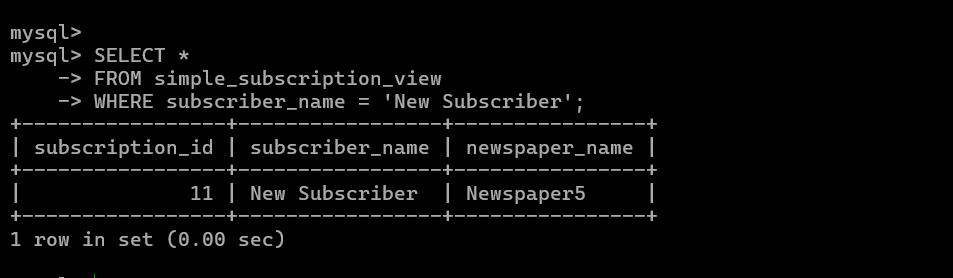 mysql>
mysql> SELECT *
    -> FROM simple_subscription_view
    -> WHERE subscriber_name = 'New Subscriber';
+-----------------+-----------------+----------------+
| subscription_id | subscriber_name | newspaper_name |
+-----------------+-----------------+----------------+
|              11 | New Subscriber  | Newspaper5     |
+-----------------+-----------------+----------------+
1 row in set (0.00 sec)